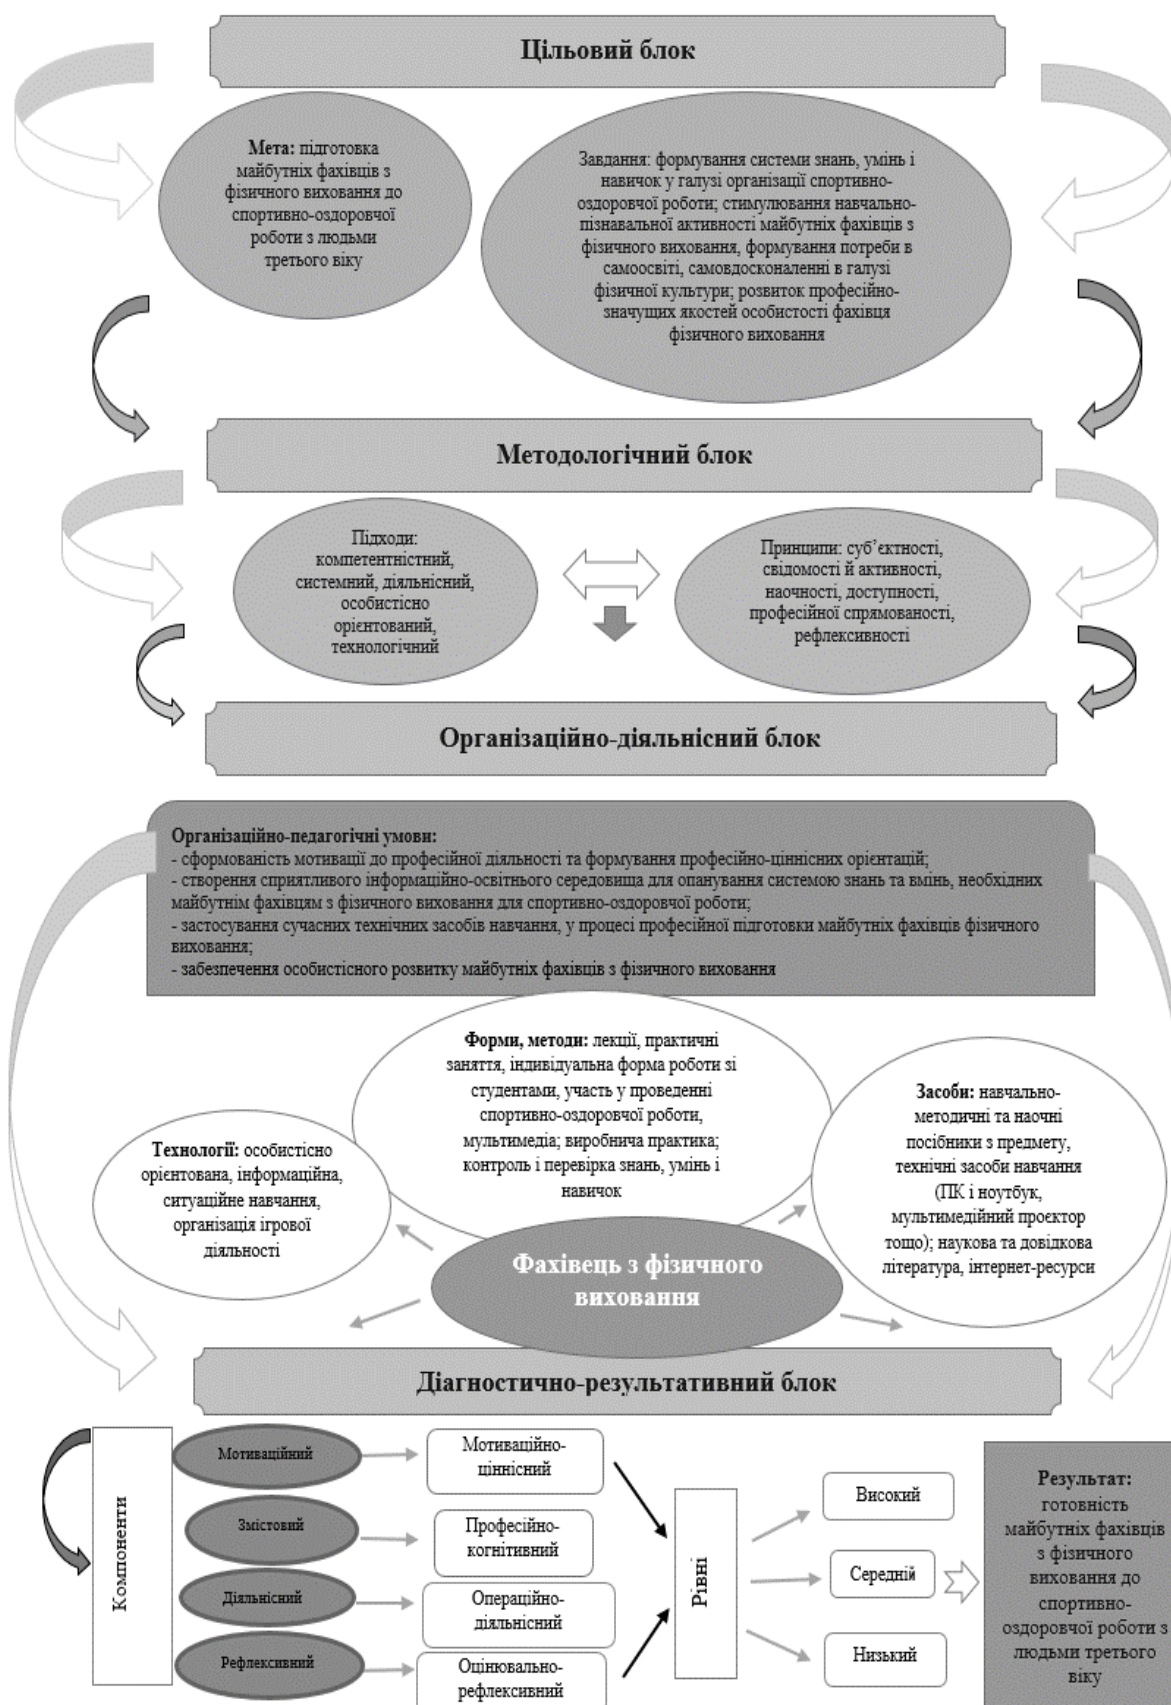 Цільовий блок
Мета: підготовка
майбутніх фахівців з
фізичного виховання до
спортивно-оздоровчої
роботи з людьми
третього віку
Завдання: формування системи знань, умінь і
навичок у галузі організації спортивно-
оздоровчої роботи; стимулювання навчально-
пізнавальної активності майбутніх фахівців з
фізичного виховання, формування потреби в
самоосвіті, самовдосконаленні в галузі
фізичної культури; розвиток професійно-
значущих якостей особистості фахівця
фізичного виховання
Методологічний блок
Підходи:
компетентністний,
системний, діяльнісний,
особистісно
орієнтований,
технологічний
Принципи: суб’єктності,
свідомості й активності,
наочності, доступності,
професійної спрямованості,
рефлексивності
Організаційно-діяльнісний блок
Організаційно-педагогічні умови:
- сформованість мотивації до професійної діяльності та формування професійно-ціннісних орієнтацій;
- створення сприятливого інформаційно-освітнього середовища для опанування системою знань та вмінь, необхідних
майбутнім фахівцям з фізичного виховання для спортивно-оздоровчої роботи;
- застосування сучасних технічних засобів навчання, у процесі професійної підготовки майбутніх фахівців фізичного
виховання;
- забезпечення особистісного розвитку майбутніх фахівців з фізичного виховання
Форми, методи: лекції, практичні
заняття, індивідуальна форма роботи зі
студентами, участь у проведенні
спортивно-оздоровчої роботи,
мультимедіа; виробнича практика;
контроль і перевірка знань, умінь і
навичок
Засоби: навчально-
методичні та наочні
посібники з предмету,
технічні засоби навчання
(ПК і ноутбук,
мультимедійний проєктор
тощо); наукова та довідкова
література, інтернет-ресурси
Технології: особистісно
орієнтована, інформаційна,
ситуаційне навчання,
організація ігрової
діяльності
Фахівець з фізичного
виховання
Діагностично-результативний блок
Компоненти
Мотиваційний
Змістовий
Діяльнісний
Рефлексивний
Мотиваційно-
ціннісний
Професійно-
когнітивний
Операційно-
діяльнісний
Оцінювально-
рефлексивний
Рівні
Високий
Середній
Низький
Результат:
готовність
майбутніх фахівців
з фізичного
виховання до
спортивно-
оздоровчої роботи з
людьми третього
віку